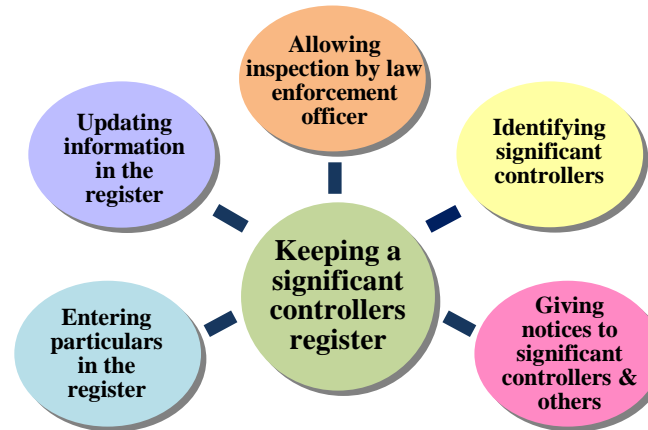 Allowing
inspection by law
enforcement
officer
Updating
information
in the
register
Identifying
significant
controllers
Keeping a
significant
controllers
register
Entering
particulars
in the
register
Giving
notices to
significant
controllers &
others